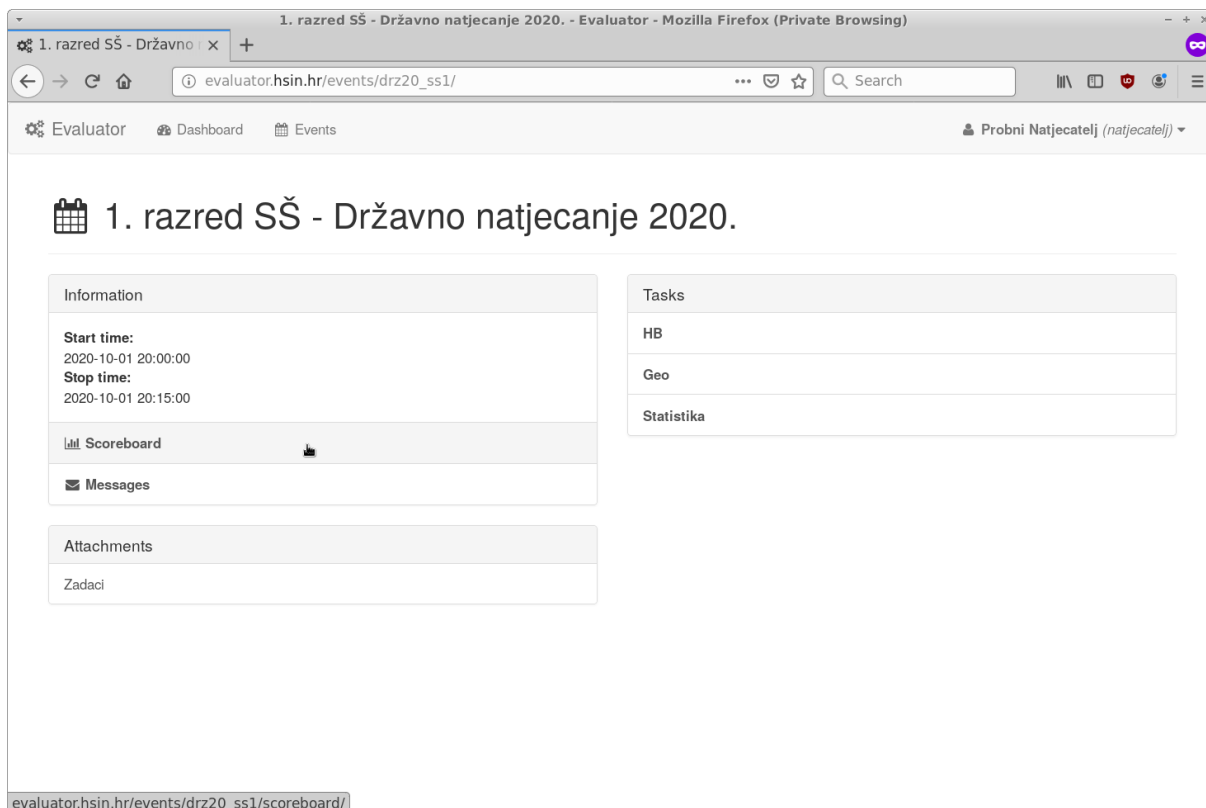 1. razred SŠ - Državno natjecanje 2020. - Evaluator - Mozilla Firefox (Private Browsing)
1. razred SŠ - Državno
evaluator.hsin.hr/events/drz20_ss1/
Search
Evaluator
Dashboard
Events
Probni Natjecatelj (natjecatelj)
1. razred SŠ - Državno natjecanje 2020.
Information
Start time:
2020-10-01 20:00:00
Stop time:
2020-10-01 20:15:00
Scoreboard
Messages
Attachments
Zadaci
Tasks
HB
Geo
Statistika
evaluator.hsin.hr/events/drz20_ss1/scoreboard/